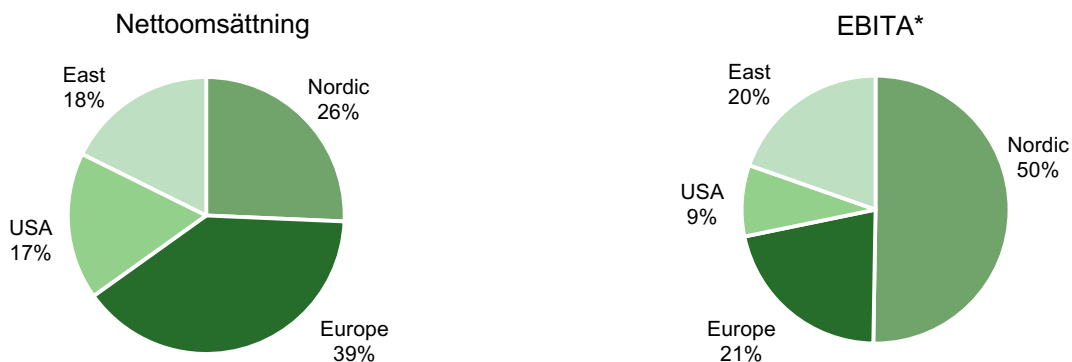 Nettoomsättning
East
18%
Nordic
26%
USA
17%
Europe
39%
EBITA*
East
20%
Nordic
50%
USA
9%
Europe
21%